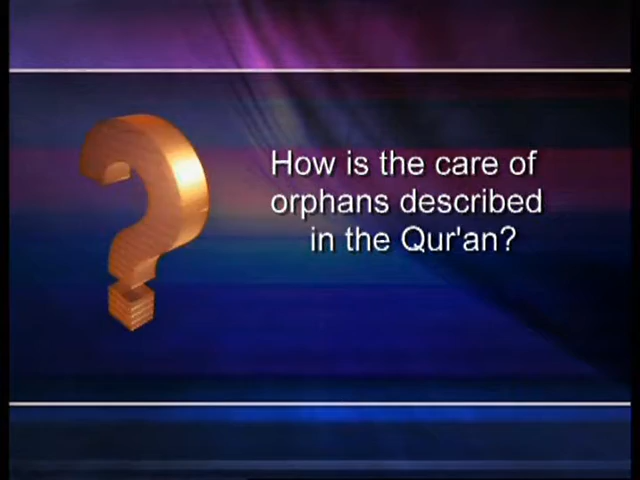 How is the care of
orphans described
in the Qur'an?